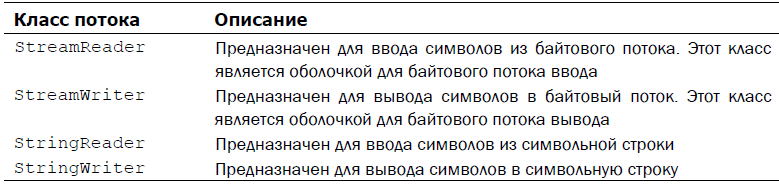 Класс потока Описание
StreamReader Предназначен для ввода символов из байтового потока. Этот класс
является оболочкой для байтового потока ввода
StreamWriter Предназначен для вывода символов в байтовый поток. Этот класс
является оболочкой для байтового потока вывода
StringReader Предназначен для ввода символов из символьной строки
StringWriter Предназначен для вывода символов в символьную строку